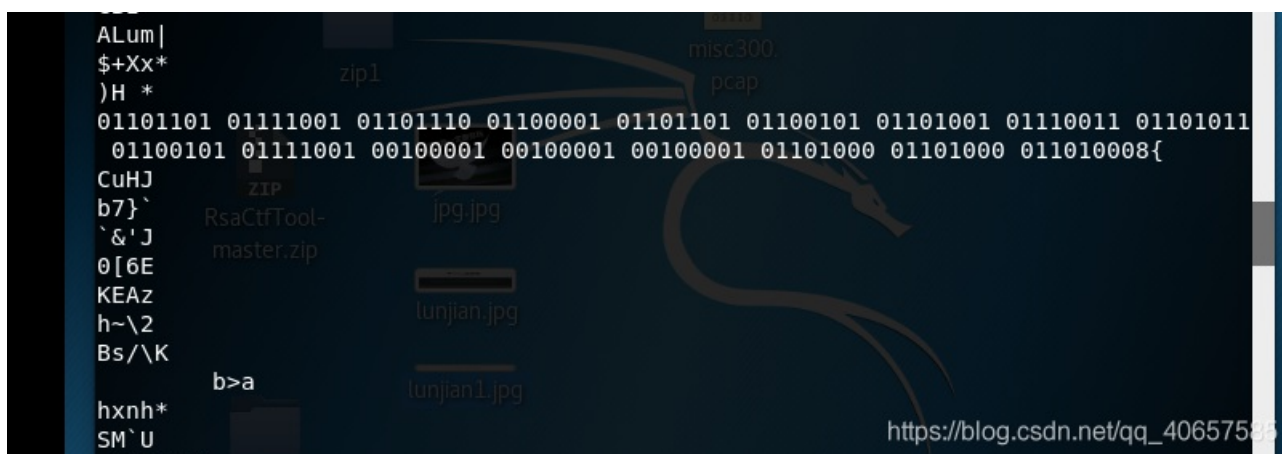 ALum|
$+Xx*
)H *
01101101 01111001 01101110 01100001 01101101 01100101 01101001 01110011 01101011
01100101 01111001 00100001 00100001 00100001 01101000 01101000 011010008{
CuHJ
b7}`
`&'J
0[6E
KEAz
h~\2
Bs/\K
b>a
hxnh*
SM`U
zip1
misc300.
pcap
ZIP
RsaCtfTool-
master.zip
jpg.jpg
lunjian.jpg
lunjian1.jpg
https://blog.csdn.net/qq_40657585